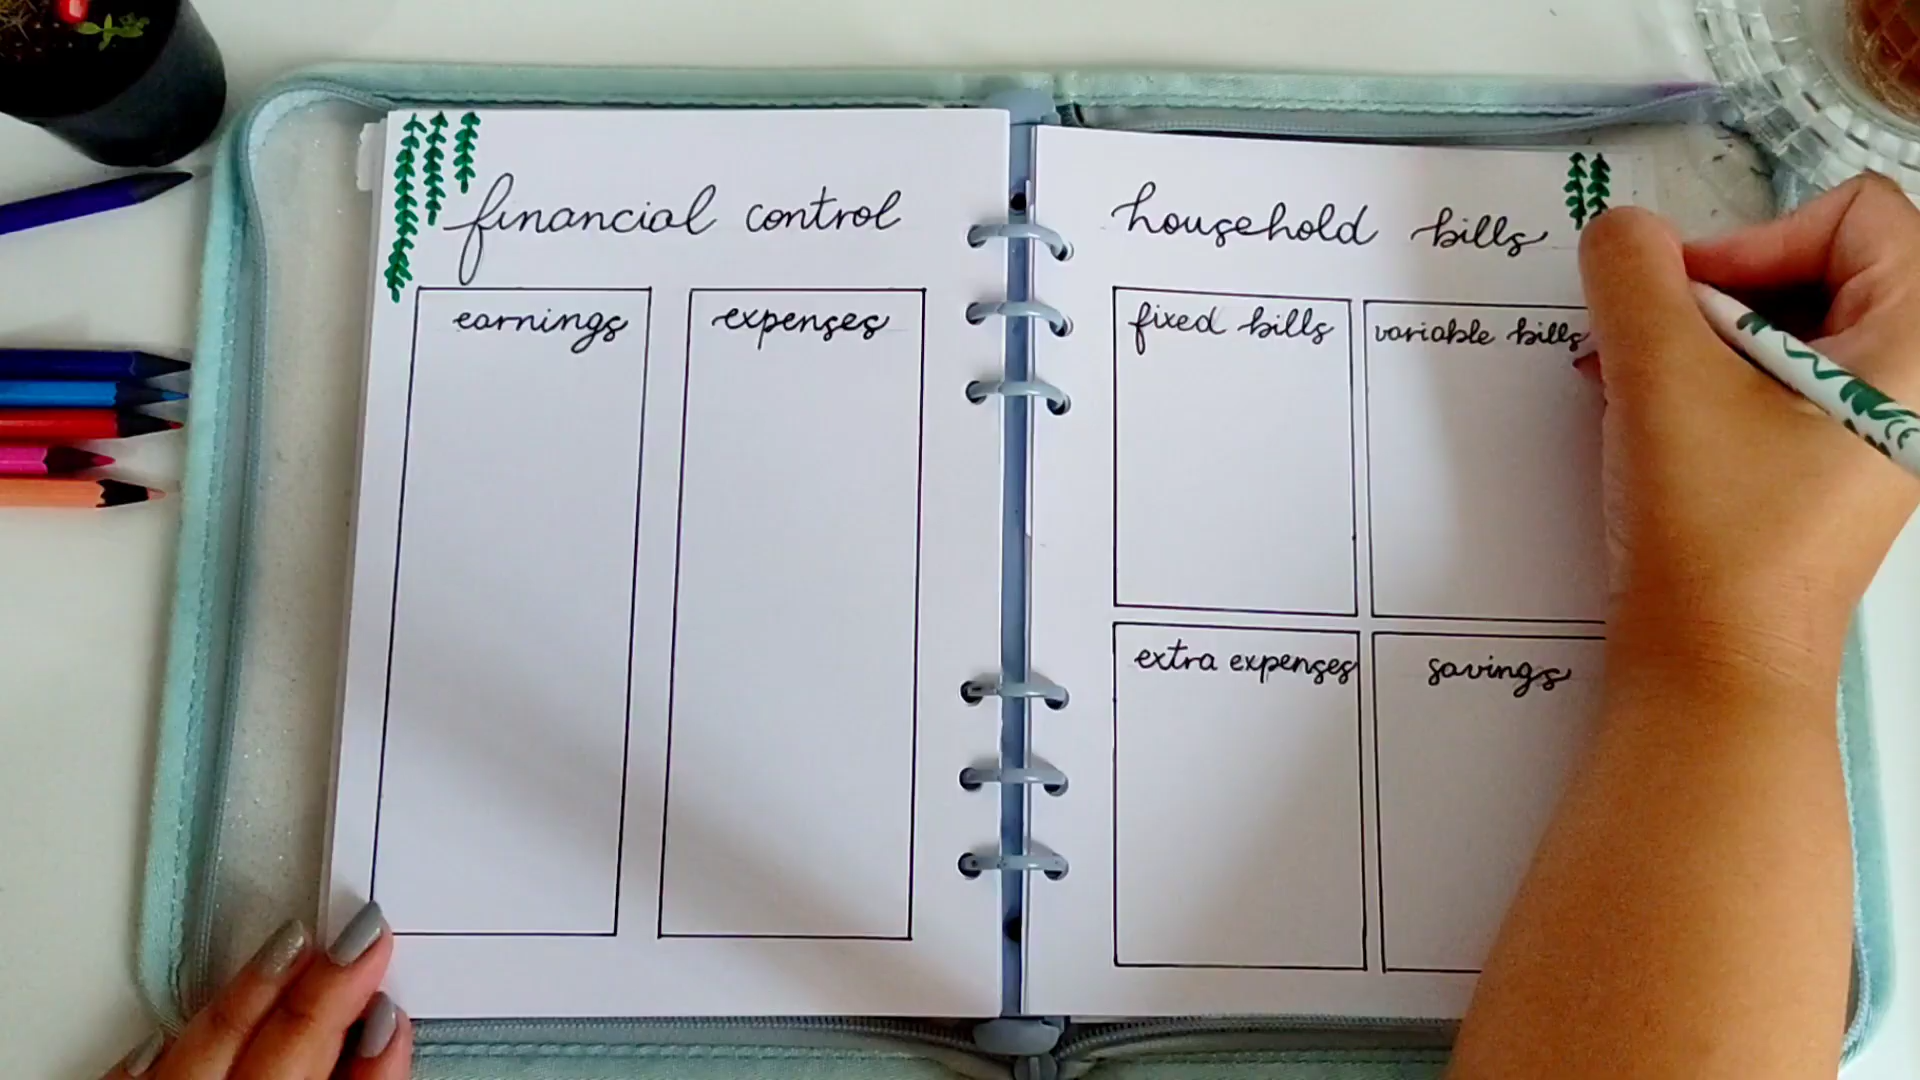 financial control
earnings
expenses
household bills
fixed bills
variable bills
extra expenses
savings